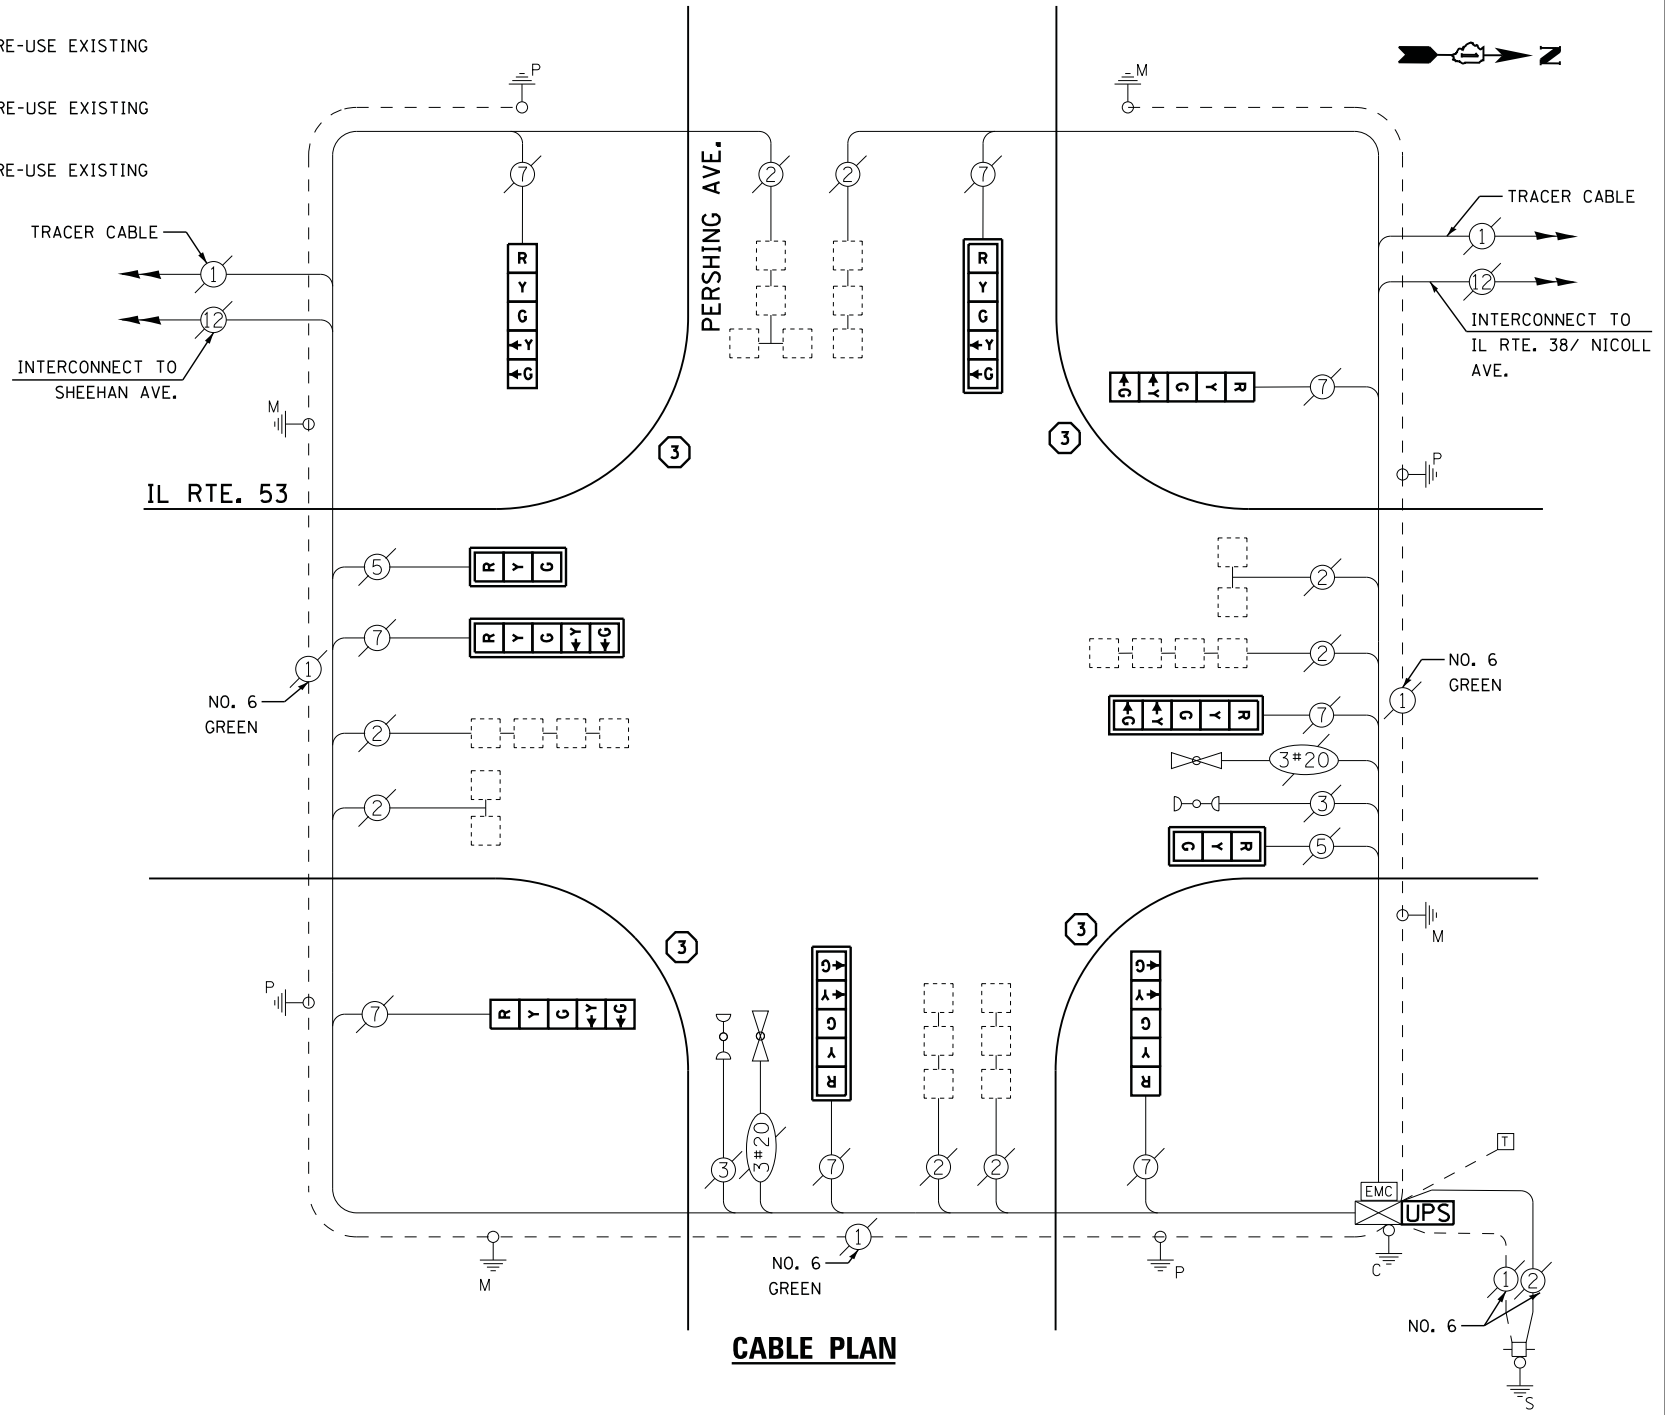 RE-USE EXISTING
RE-USE EXISTING
RE-USE EXISTING
P
M
1
N
PERSHING AVE.
7
2
2
7
TRACER CABLE
1
12
INTERCONNECT TO
SHEEHAN AVE.
M
TRACER CABLE
1
12
INTERCONNECT TO
IL RTE. 38/ NICOLL
AVE.
R
Y
G
Y
G
R
Y
G
Y
G
G Y G Y R
7
3
3
P
IL RTE. 53
5
R Y G
7
R Y G Y G
1
NO. 6
GREEN
2
2
2
2
NO. 6
GREEN
1
G Y G Y R
7
3#20
3
G Y R
5
3
3
M
P
7
R Y G Y G
G
Y
G
Y
R
G
Y
G
Y
R
3
3#20
7
2
2
7
T
EMC
UPS
M
1
NO. 6
GREEN
P
C
1
2
NO. 6
S
CABLE PLAN